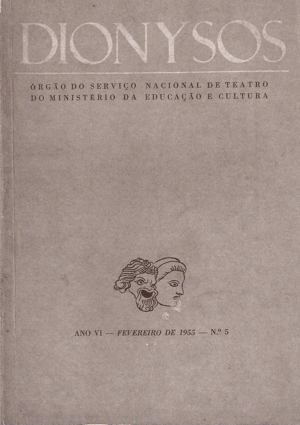 DIONYSOS
ÓRGÃO DO SERVIÇO NACIONAL DE TEATRO
DO MINISTÉRIO DA EDUCAÇÃO E CULTURA
ANO VI — FEVEREIRO DE 1955 — N.º 5